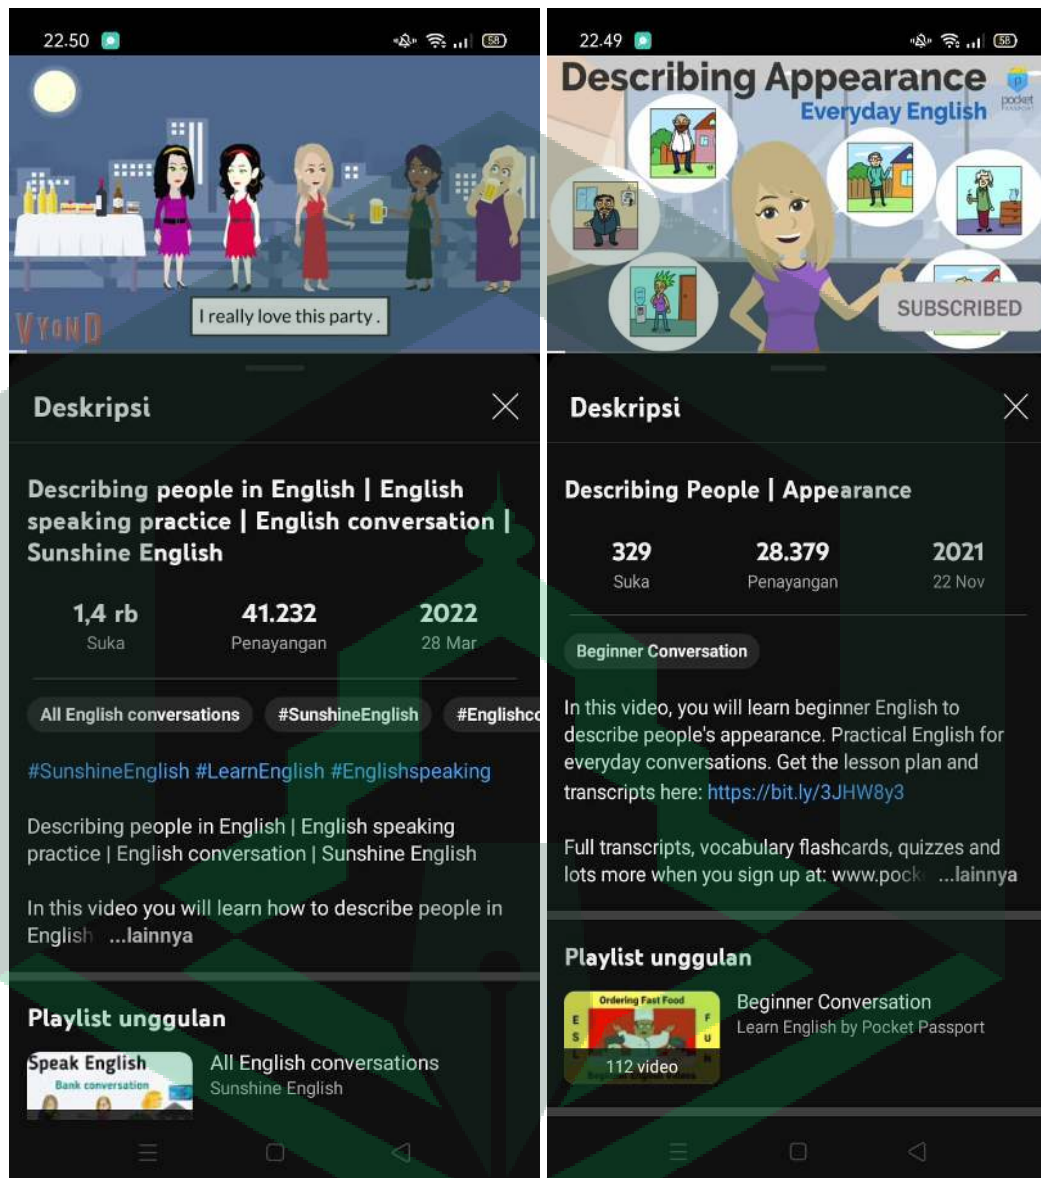 22.50
58
I really love this party .
VYOND
Deskripsi
Describing people in English | English
speaking practice | English conversation |
Sunshine English
1,4 rb
41.232
2022
Suka
Penayangan
28 Mar
All English conversations
#SunshineEnglish
#Englishco
#SunshineEnglish #LearnEnglish #Englishspeaking
Describing people in English | English speaking
practice | English conversation | Sunshine English
In this video you will learn how to describe people in
English ...lainnya
Playlist unggulan
Speak English
Bank conversation
All English conversations
Sunshine English
22.49
58
Describing Appearance
Everyday English
pocket
PASSPORT
SUBSCRIBED
Deskripsi
Describing People | Appearance
329
28.379
2021
Suka
Penayangan
22 Nov
Beginner Conversation
In this video, you will learn beginner English to
describe people's appearance. Practical English for
everyday conversations. Get the lesson plan and
transcripts here: https://bit.ly/3JHW8y3
Full transcripts, vocabulary flashcards, quizzes and
lots more when you sign up at: www.pock ...lainnya
Playlist unggulan
Ordering Fast Food
ESL
FUN
112 video
Beginner Conversation
Learn English by Pocket Passport